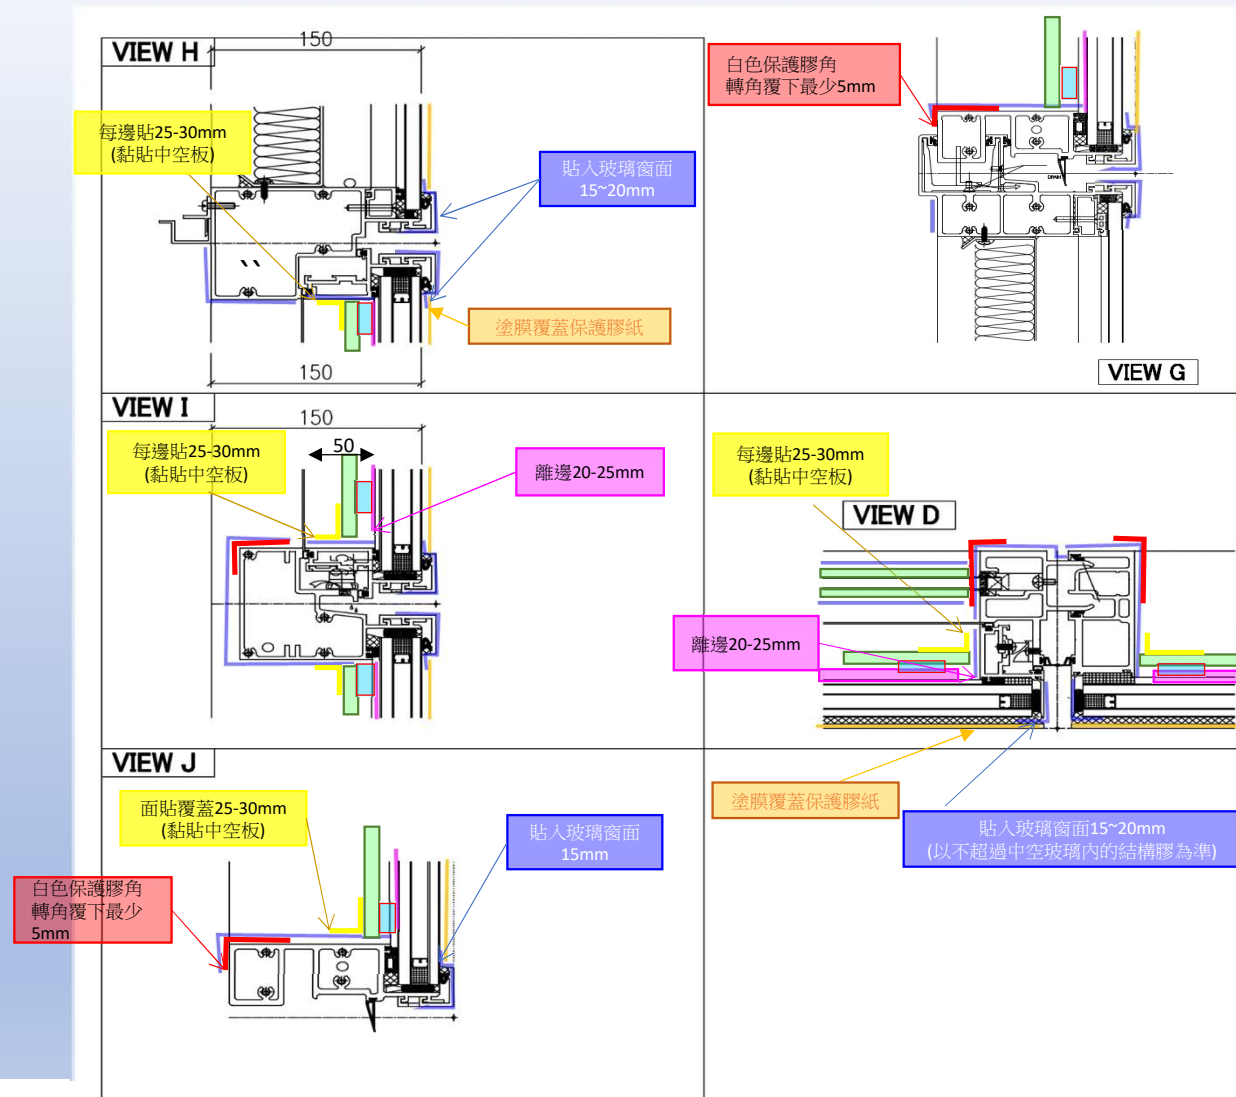 VIEW H
150
每邊貼25-30mm
(黏貼中空板)
貼入玻璃窗面
15~20mm
塗膜覆蓋保護膠紙
150
白色保護膠角
轉角覆下最少5mm
DRAIN
VIEW G
VIEW I
150
50
每邊貼25-30mm
(黏貼中空板)
離邊20-25mm
每邊貼25-30mm
(黏貼中空板)
VIEW D
離邊20-25mm
塗膜覆蓋保護膠紙
貼入玻璃窗面15~20mm
(以不超過中空玻璃內的結構膠為準)
VIEW J
面貼覆蓋25-30mm
(黏貼中空板)
貼入玻璃窗面
15mm
白色保護膠角
轉角覆下最少
5mm